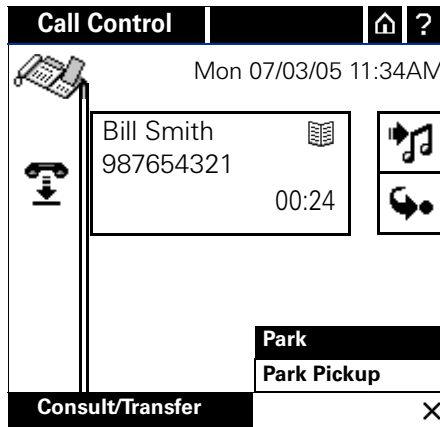 Call Control ?
Mon 07/03/05 11:34AM
Bill Smith
987654321
00:24
Park
Park Pickup
Consult/Transfer